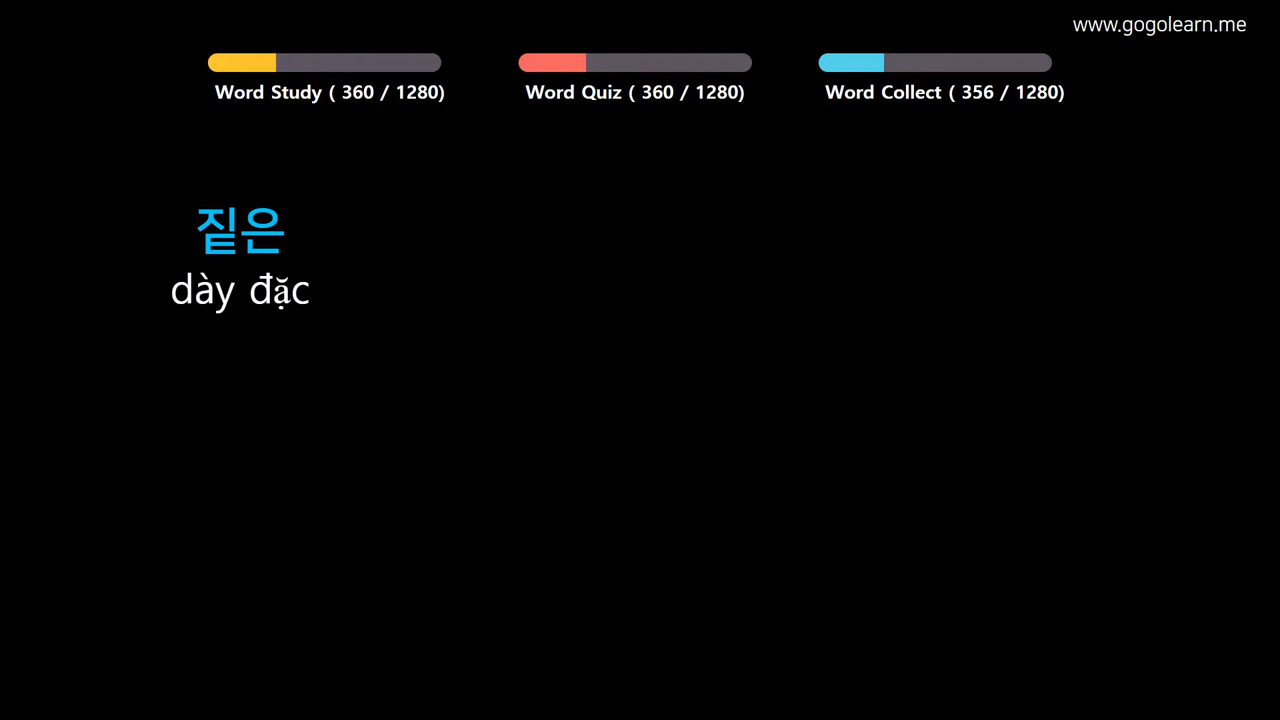 www.gogolearn.me
Word Study ( 360 / 1280)
Word Quiz ( 360 / 1280)
Word Collect ( 356 / 1280)
짙은
dày đặc